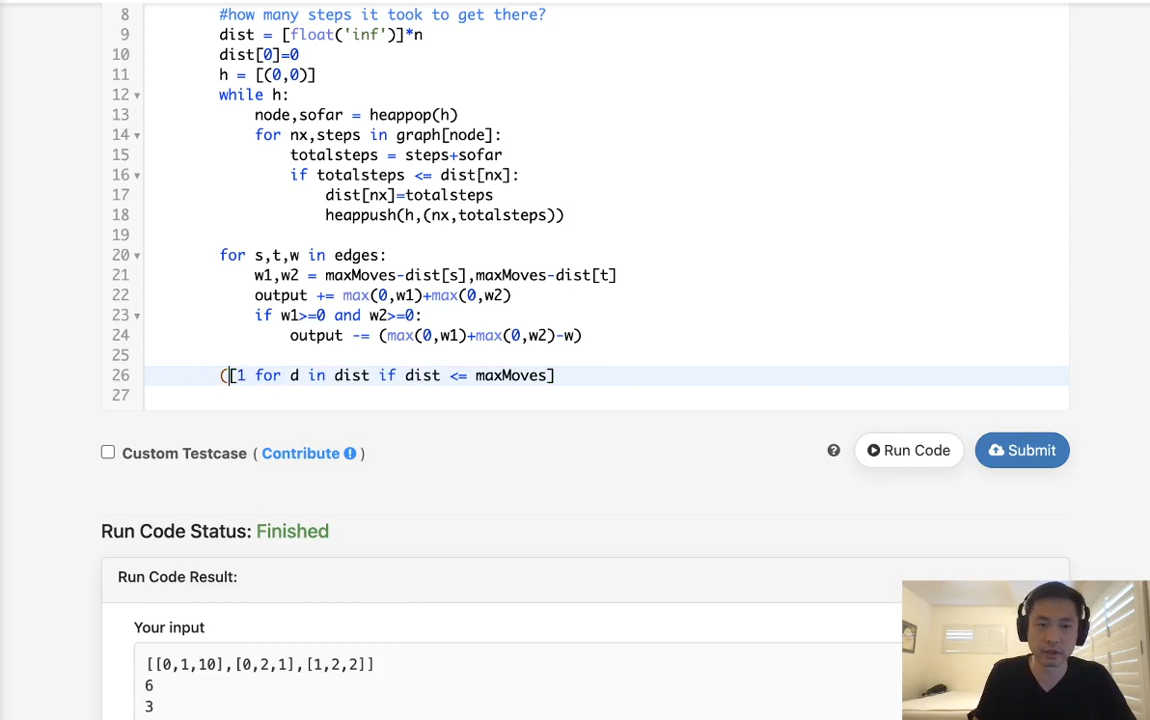 8 #how many steps it took to get there?
9 dist = [float('inf')]*n
10 dist[0]=0
11 h = [(0,0)]
12 while h:
13 node,sofar = heappop(h)
14 for nx,steps in graph[node]:
15 totalsteps = steps+sofar
16 if totalsteps <= dist[nx]:
17 dist[nx]=totalsteps
18 heappush(h,(nx,totalsteps))
19
20 for s,t,w in edges:
21 w1,w2 = maxMoves-dist[s],maxMoves-dist[t]
22 output += max(0,w1)+max(0,w2)
23 if w1>=0 and w2>=0:
24 output -= (max(0,w1)+max(0,w2)-w)
25
26 ([1 for d in dist if dist <= maxMoves]
27
Custom Testcase ( Contribute ) ? Run Code Submit
Run Code Status: Finished
Run Code Result:
Your input
[[0,1,10],[0,2,1],[1,2,2]]
6
3